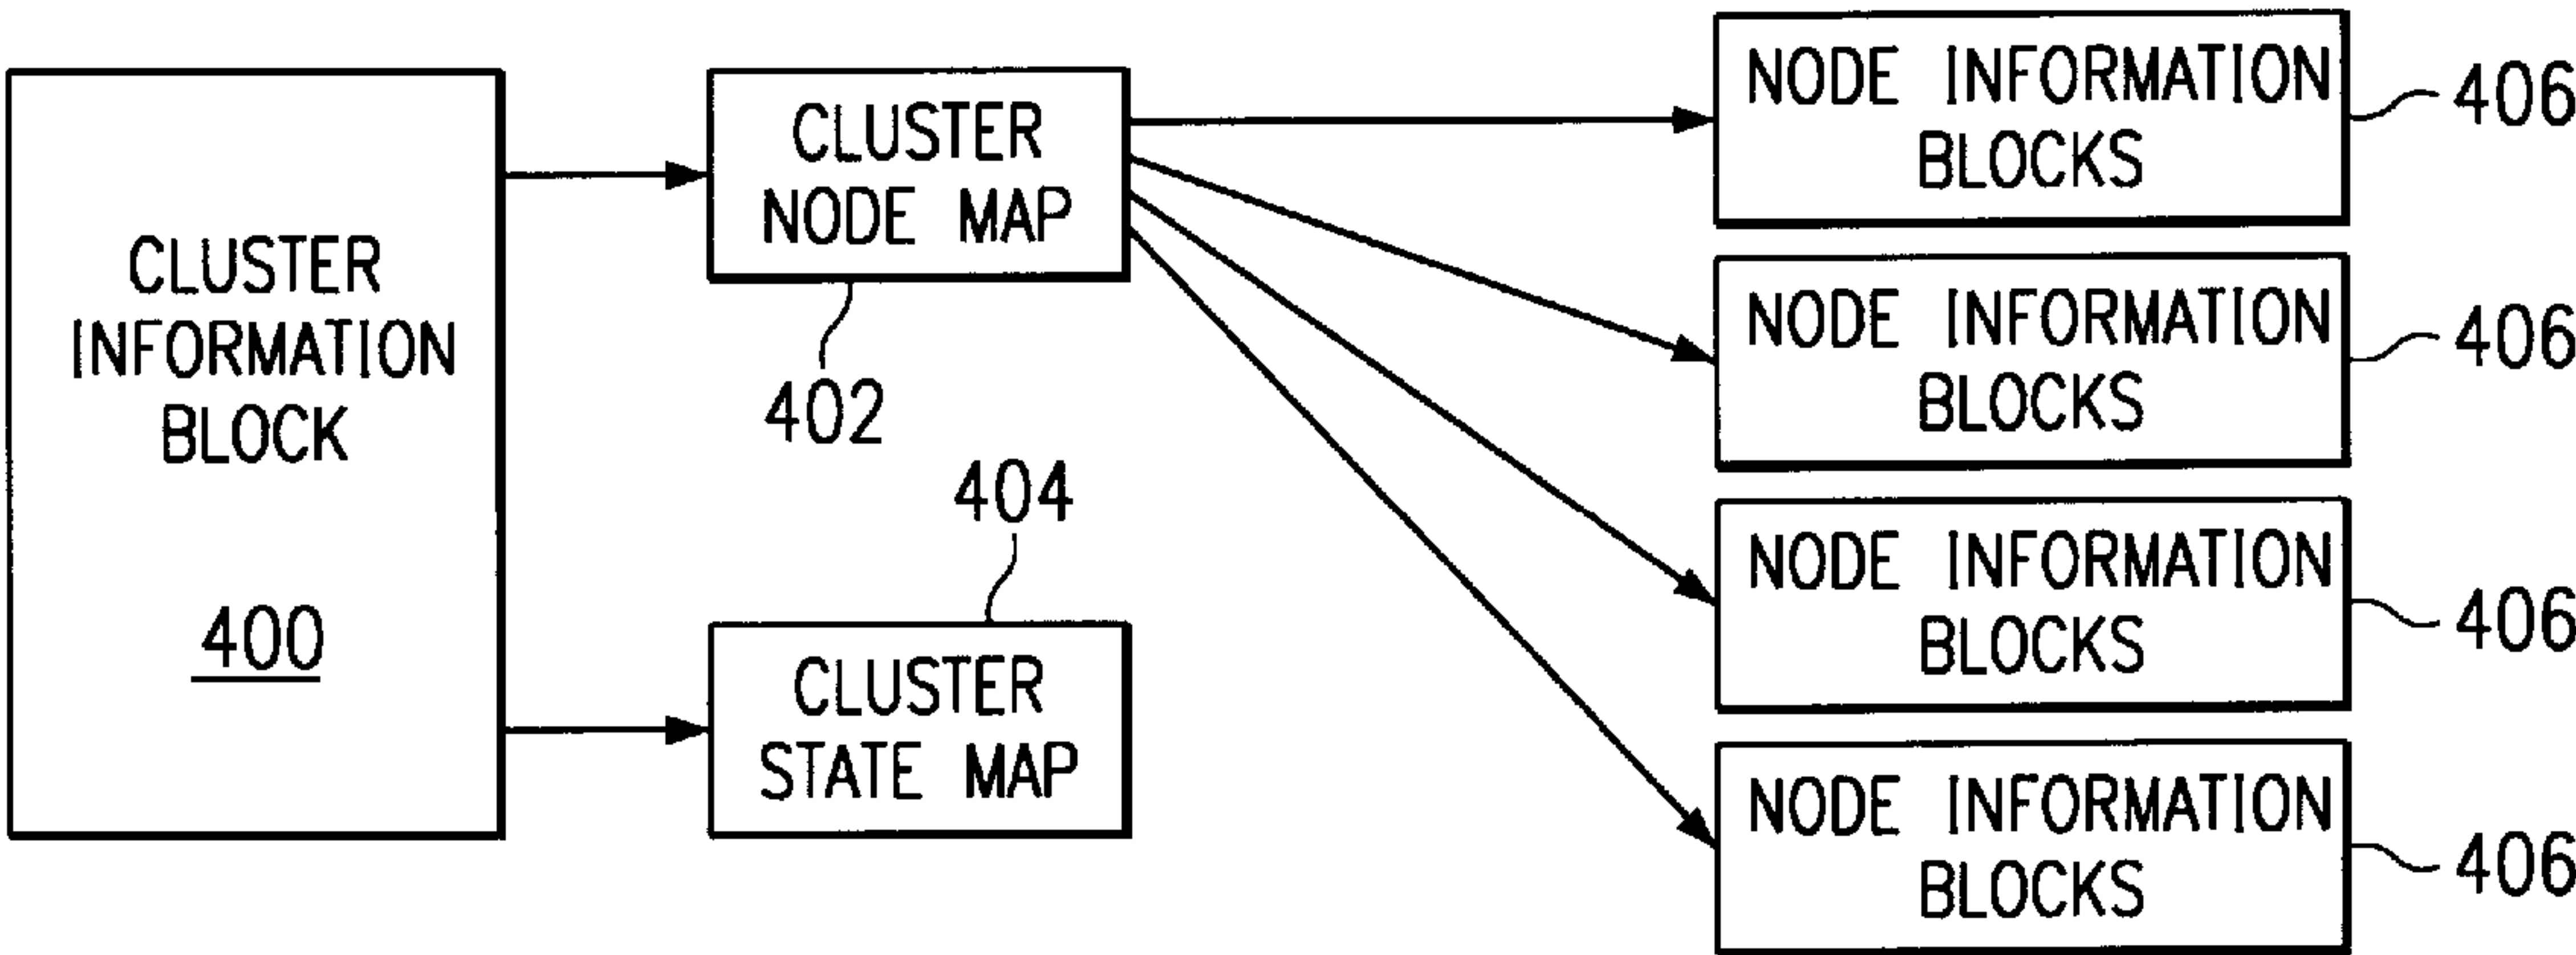 CLUSTER
INFORMATION
BLOCK
400
CLUSTER
NODE MAP
402
404
CLUSTER
STATE MAP
NODE INFORMATION
BLOCKS
406
NODE INFORMATION
BLOCKS
406
NODE INFORMATION
BLOCKS
406
NODE INFORMATION
BLOCKS
406